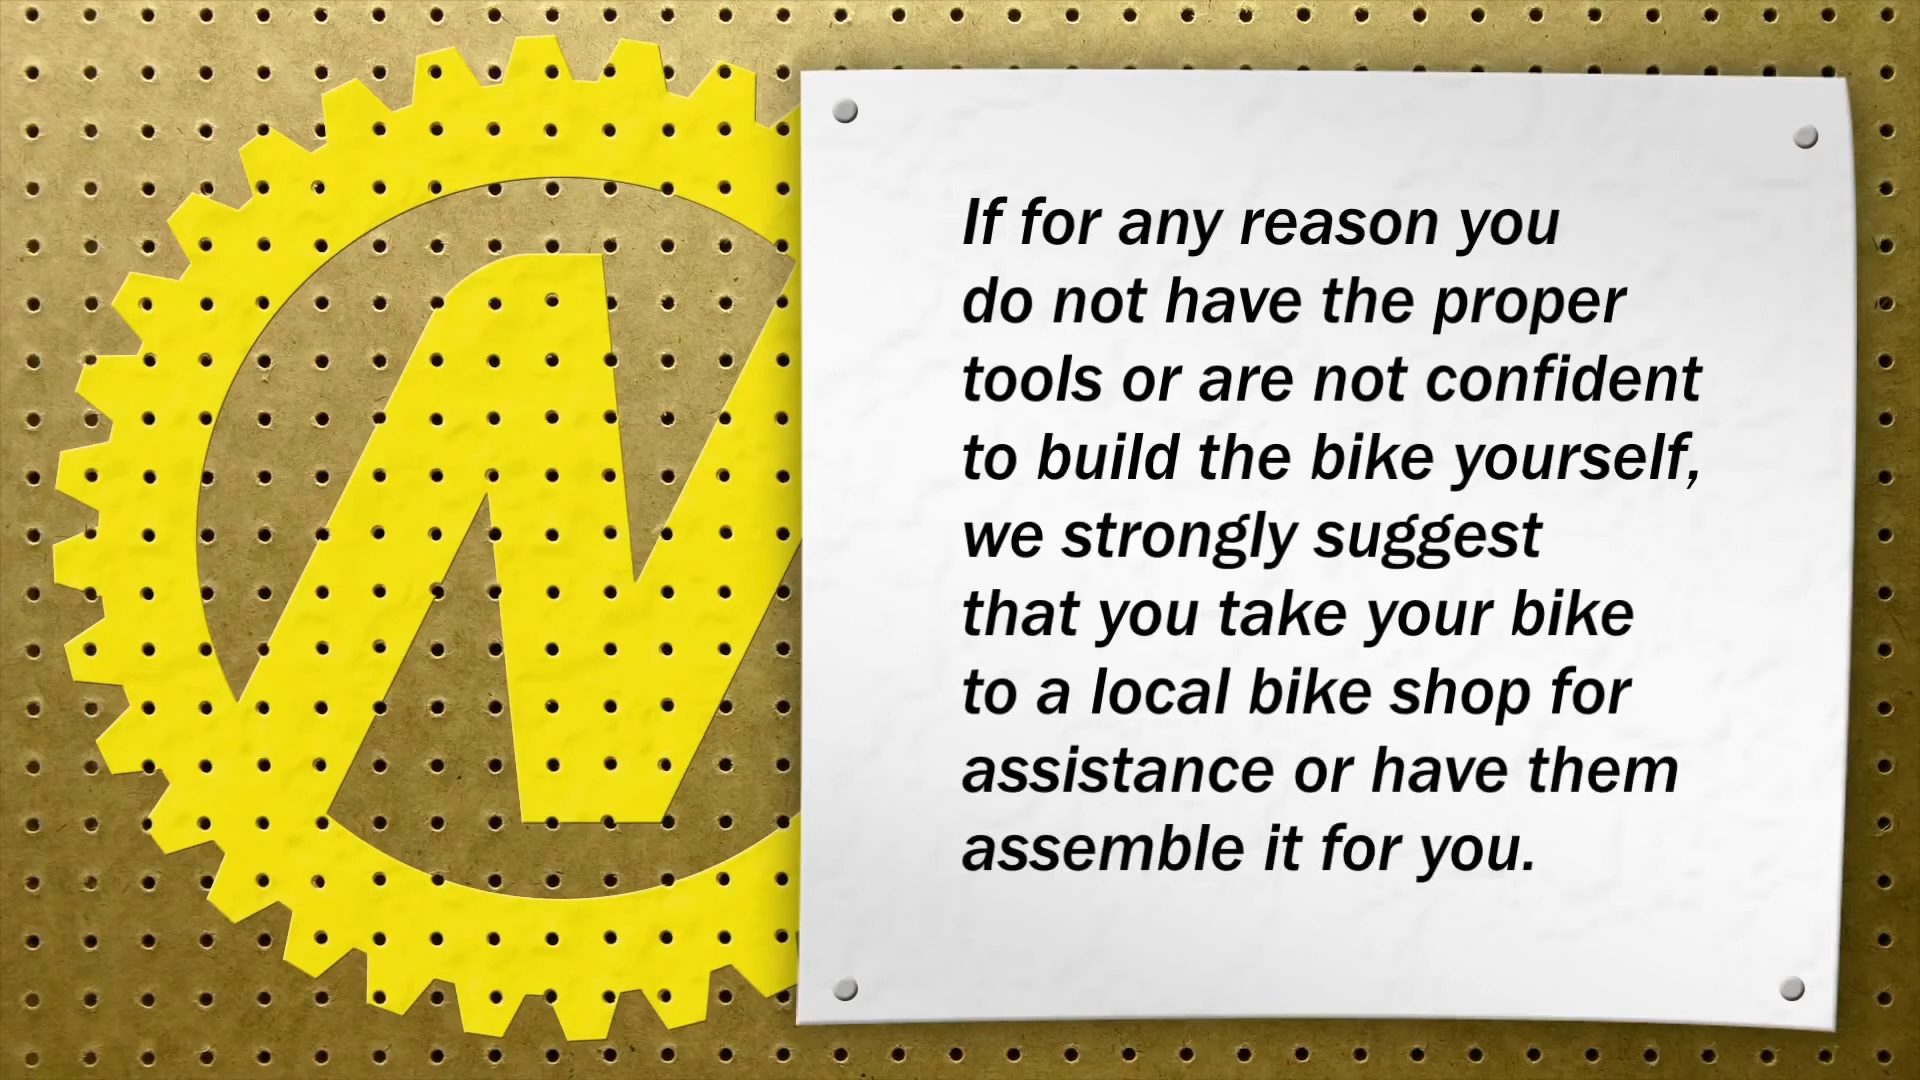 If for any reason you
do not have the proper
tools or are not confident
to build the bike yourself,
we strongly suggest
that you take your bike
to a local bike shop for
assistance or have them
assemble it for you.